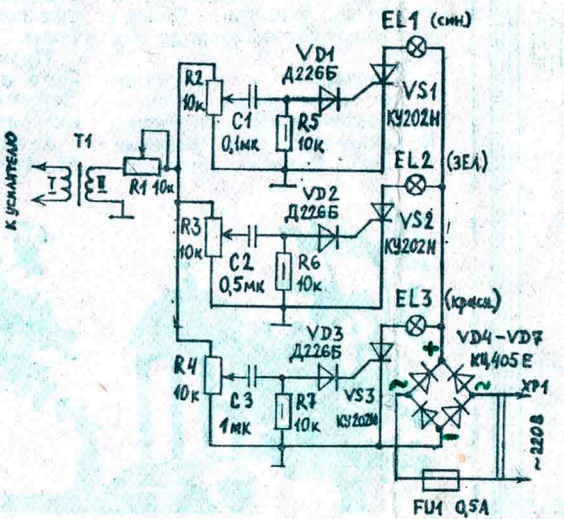 EL1 (син)
VD1
Д226Б
R2
10к
C1
0,1мк
R5
10к
VS1
КУ202Н
К УСИЛИТЕЛЮ
T1
I
II
R1 10к
EL2 (ЗЕЛ)
VD2
Д226Б
R3
10к
C2
0,5мк
R6
10к
VS2
КУ202Н
EL3 (красн)
VD3
Д226Б
R4
10к
C3
1мк
R7
10к
VS3
КУ202Н
VD4-VD7
КЦ405Е
+
~ ~
-
XP1
~220В
FU1 0,5А